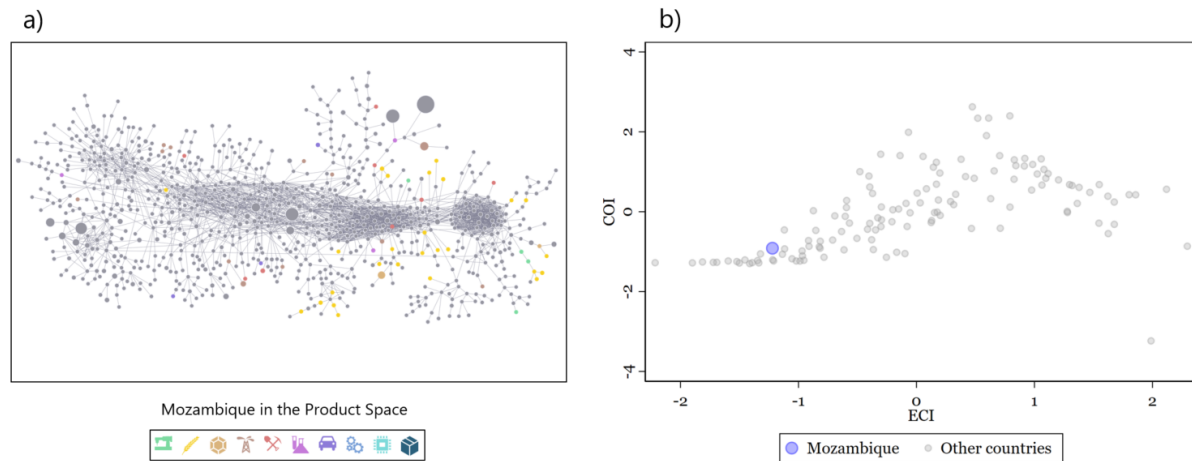 a)
b)
4
2
0
-2
-4
COI
-2
-1
0
1
2
ECI
Mozambique in the Product Space
Mozambique Other countries